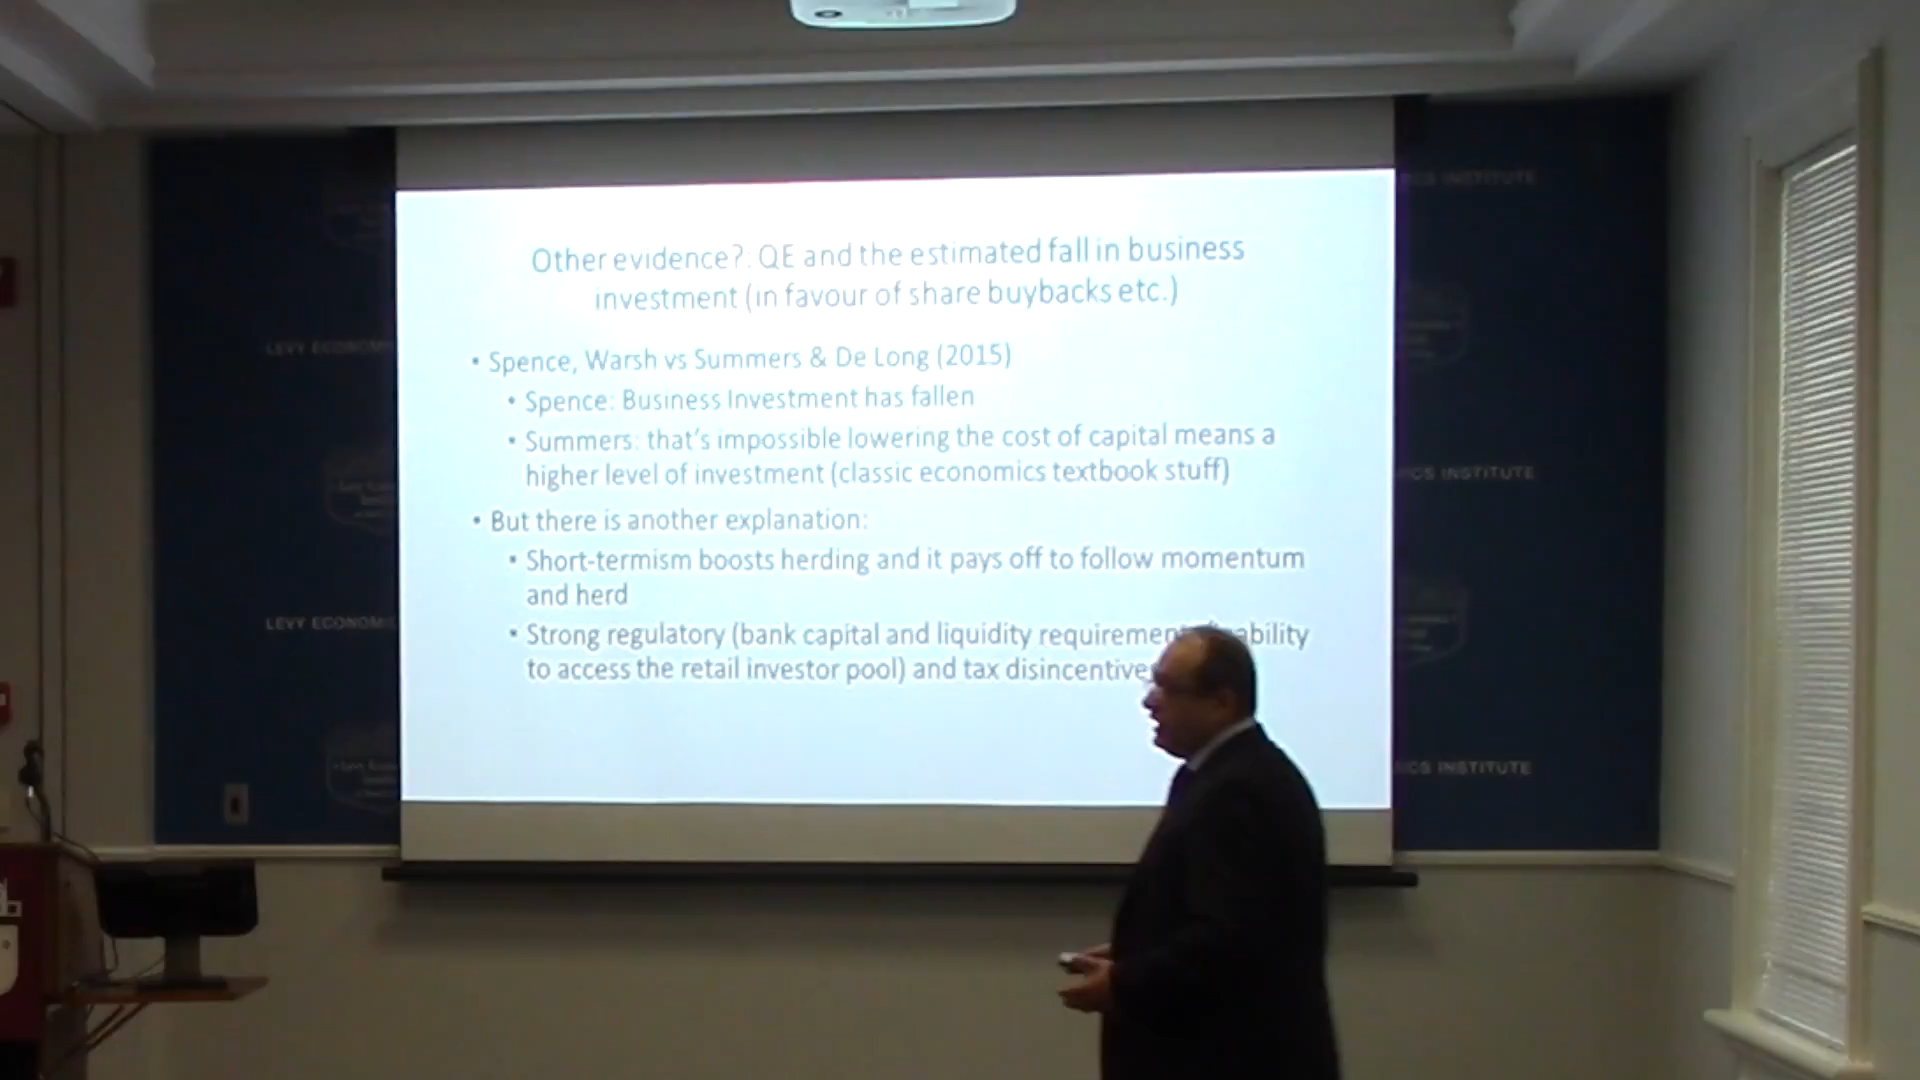 Other evidence?. QE and the estimated fall in business
investment (in favour of share buybacks etc.)
• Spence, Warsh vs Summers & De Long (2015)
• Spence: Business Investment has fallen
• Summers: that's impossible lowering the cost of capital means a
higher level of investment (classic economics textbook stuff)
• But there is another explanation:
• Short-termism boosts herding and it pays off to follow momentum
and herd
• Strong regulatory (bank capital and liquidity
to access the retail investor pool) and tax
ICS INSTITUTE
LEVY
ICS INSTITUTE
LEVY
ICS INSTITUTE